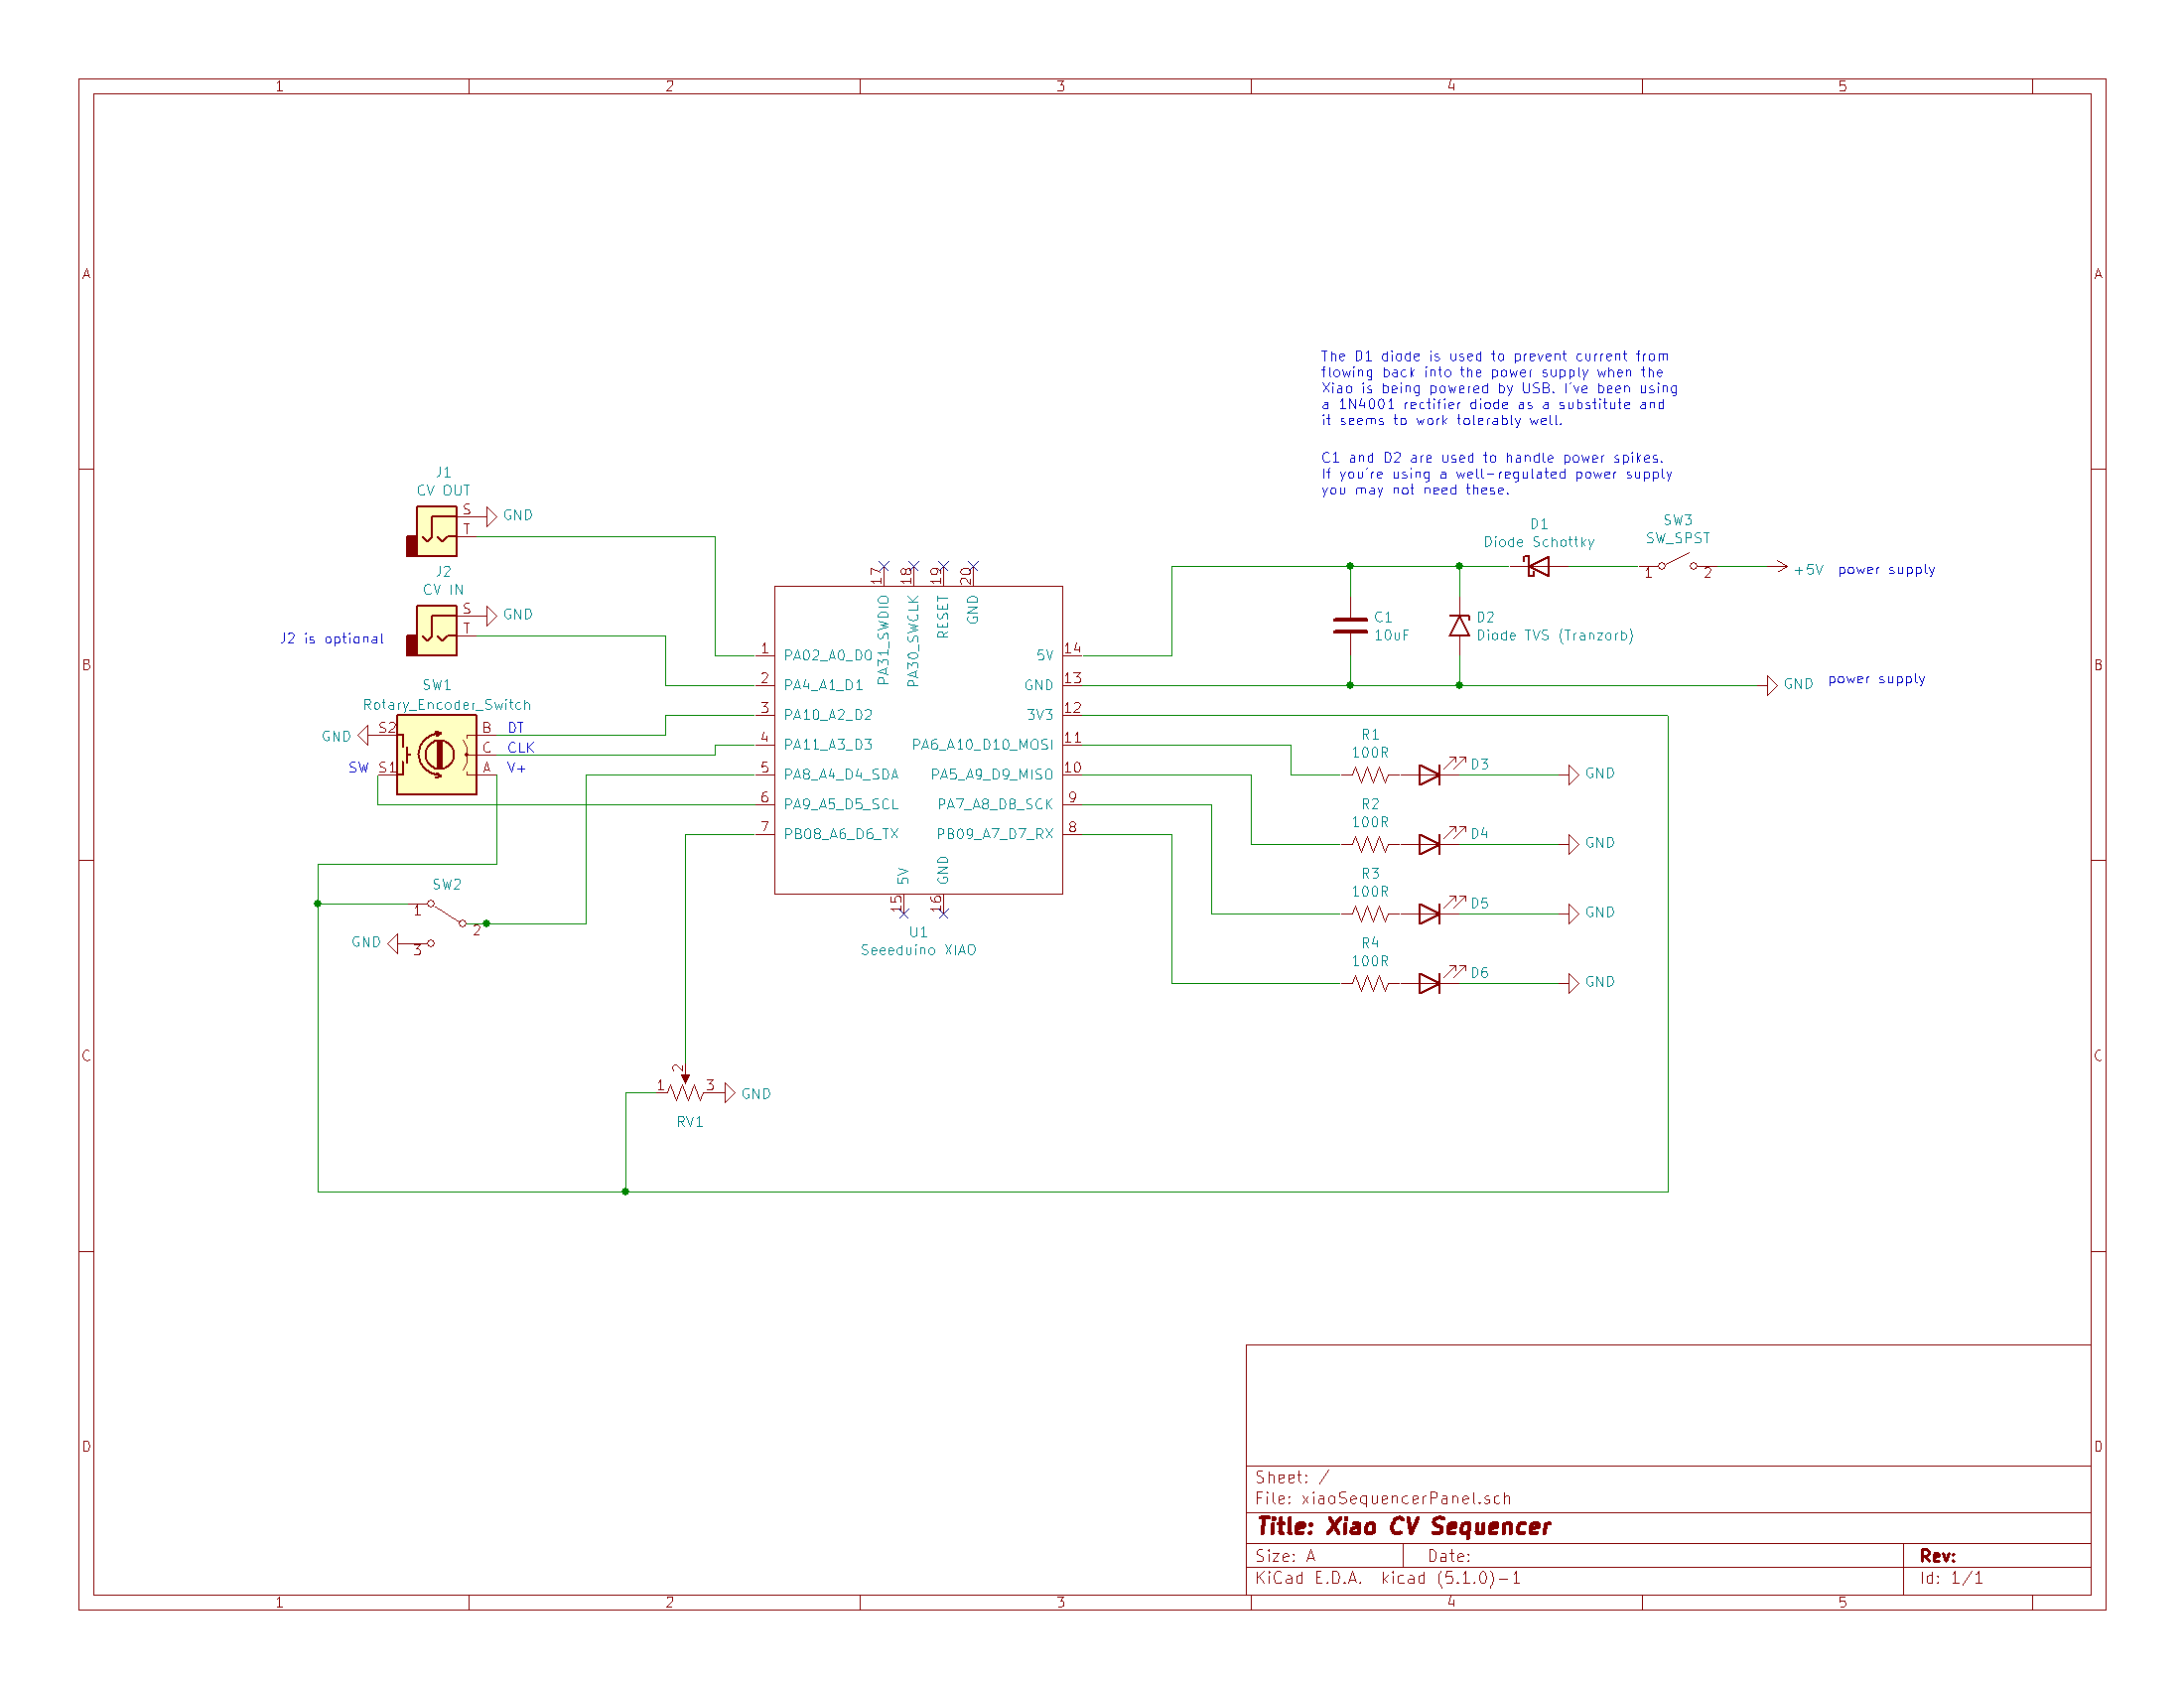 1 2 3 4 5
A
A
The D1 diode is used to prevent current from
flowing back into the power supply when the
Xiao is being powered by USB. I've been using
a 1N4001 rectifier diode as a substitute and
it seems to work tolerably well.
C1 and D2 are used to handle power spikes.
If you're using a well-regulated power supply
you may not need these.
J1
CV OUT
S GND
T
J2
CV IN
S GND
T
J2 is optional
SW1
Rotary_Encoder_Switch
GND S2 B DT
C CLK
SW S1 A V+
SW2
1
2
GND 3
B
B
17 18 19 20
PA31_SWDIO
PA30_SWCLK
RESET
GND
1 PA02_A0_D0
2 PA4_A1_D1
3 PA10_A2_D2
4 PA11_A3_D3
5 PA8_A4_D4_SDA
6 PA9_A5_D5_SCL
7 PB08_A6_D6_TX
5V 14
GND 13
3V3 12
PA6_A10_D10_MOSI 11
PA5_A9_D9_MISO 10
PA7_A8_D8_SCK 9
PB09_A7_D7_RX 8
5V
GND
15 16
U1
Seeeduino XIAO
D1
Diode Schottky
SW3
SW_SPST
1 2
+5V power supply
C1
10uF
D2
Diode TVS (Tranzorb)
GND power supply
R1
100R
D3
GND
R2
100R
D4
GND
R3
100R
D5
GND
R4
100R
D6
GND
C
C
2
1 3 GND
RV1
D
D
Sheet: /
File: xiaoSequencerPanel.sch
Title: Xiao CV Sequencer
Size: A Date: Rev:
KiCad E.D.A. kicad (5.1.0)-1 Id: 1/1
1 2 3 4 5